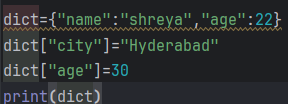 dict={"name":"shreya","age":22}
dict["city"]="Hyderabad"
dict["age"]=30
print(dict)